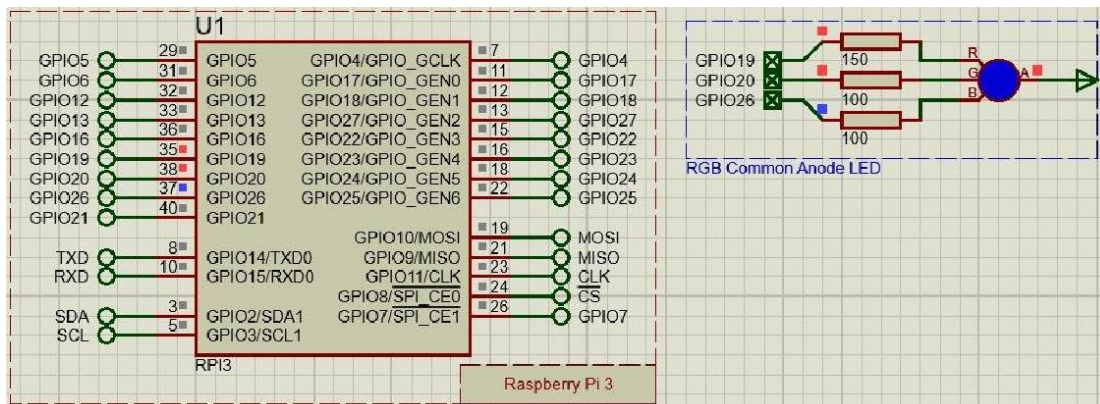 U1
GPIO5 29 GPIO5 GPIO4/GPIO_GCLK 7 GPIO4
GPIO6 31 GPIO6 GPIO17/GPIO_GEN0 11 GPIO17
GPIO12 32 GPIO12 GPIO18/GPIO_GEN1 12 GPIO18
GPIO13 33 GPIO13 GPIO27/GPIO_GEN2 13 GPIO27
GPIO16 36 GPIO16 GPIO22/GPIO_GEN3 15 GPIO22
GPIO19 35 GPIO19 GPIO23/GPIO_GEN4 16 GPIO23
GPIO20 38 GPIO20 GPIO24/GPIO_GEN5 18 GPIO24
GPIO26 37 GPIO26 GPIO25/GPIO_GEN6 22 GPIO25
GPIO21 40 GPIO21
GPIO10/MOSI 19 MOSI
TXD 8 GPIO14/TXD0 GPIO9/MISO 21 MISO
RXD 10 GPIO15/RXD0 GPIO11/CLK 23 CLK
GPIO8/SPI_CE0 24 CS
SDA 3 GPIO2/SDA1 GPIO7/SPI_CE1 26 GPIO7
SCL 5 GPIO3/SCL1
RPI3
Raspberry Pi 3
GPIO19 150 R
GPIO20 100 G A
GPIO26 100 B
RGB Common Anode LED